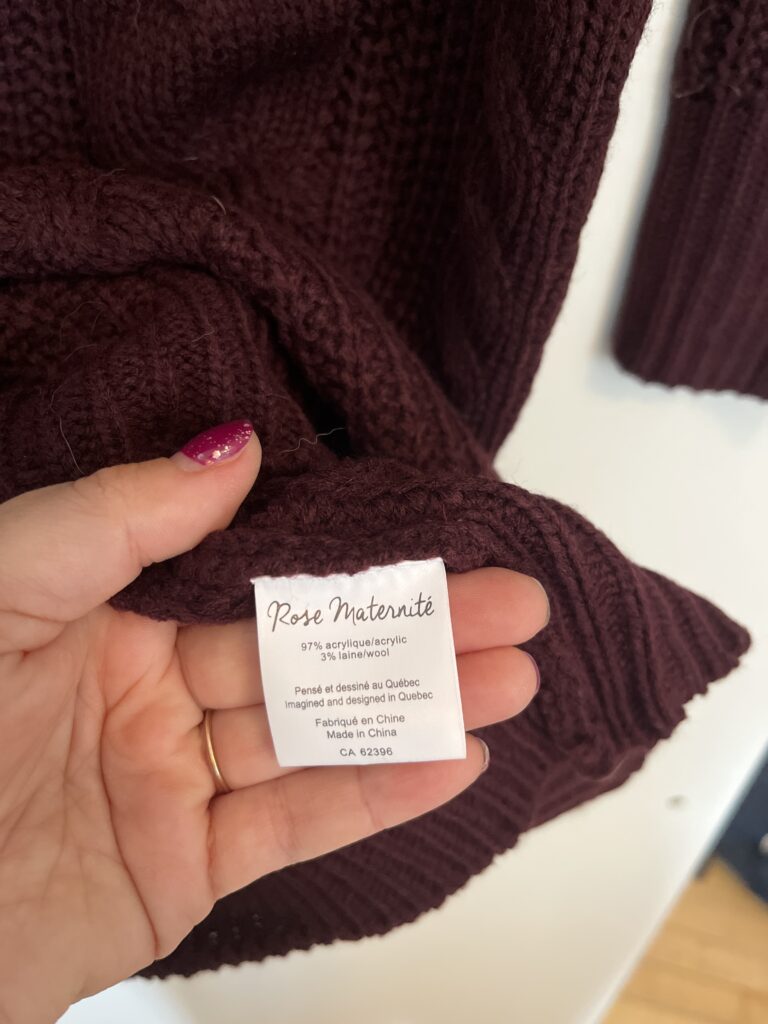 Rose Maternité
97% acrylique/acrylic
3% laine/wool
Pensé et dessiné au Québec
Imagined and designed in Quebec
Fabriqué en Chine
Made in China
CA 62396